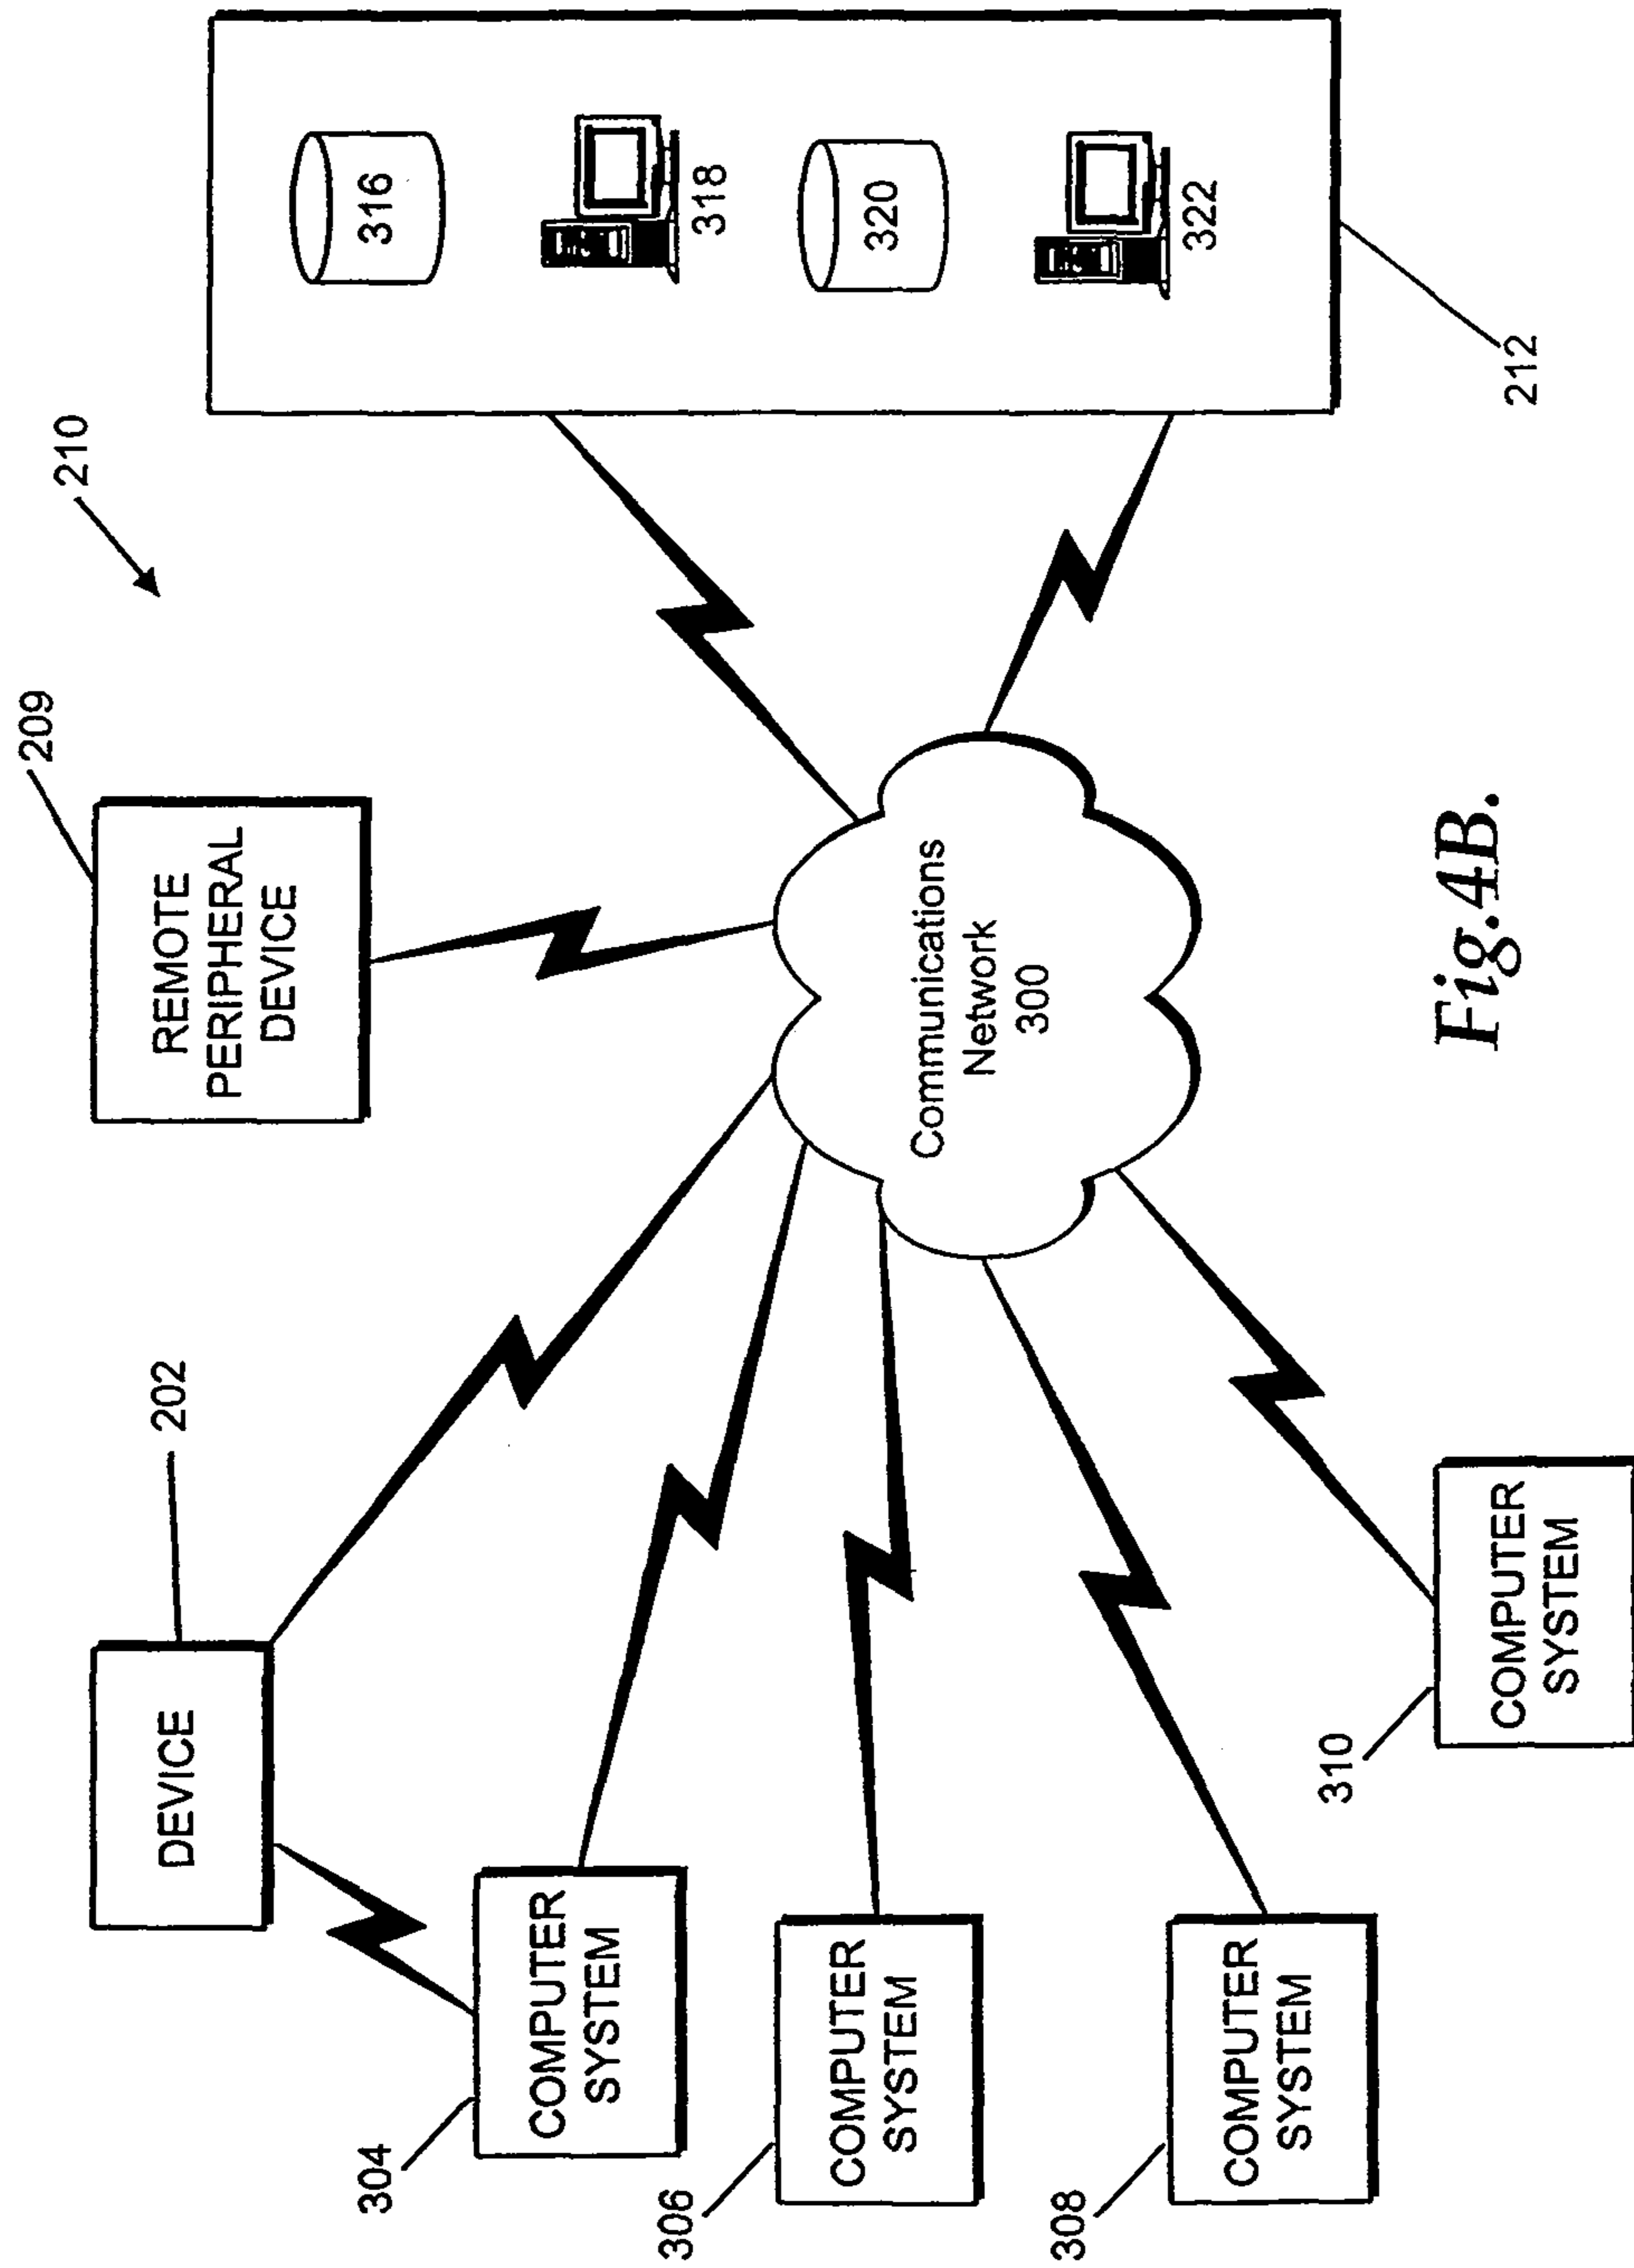 210
209
REMOTE
PERIPHERAL
DEVICE
202
DEVICE
316
318
320
322
212
304
COMPUTER
SYSTEM
306
COMPUTER
SYSTEM
308
COMPUTER
SYSTEM
310
COMPUTER
SYSTEM
Communications
Network
300
Fig.4B.